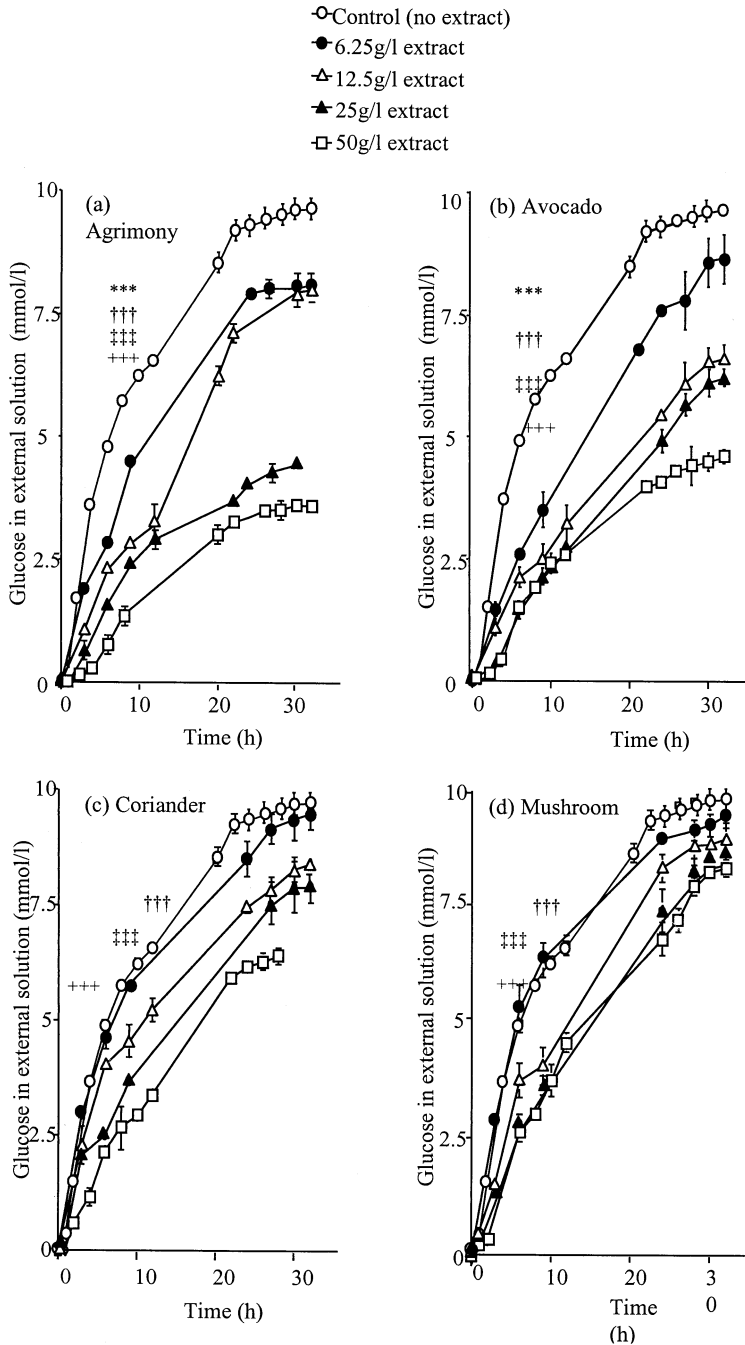 Control (no extract)
6.25g/l extract
12.5g/l extract
25g/l extract
50g/l extract
(a)
Agrimony
***
†††
‡‡‡
+++
10
7.5
5
2.5
0
Glucose in external solution (mmol/l)
0 10 20 30
Time (h)
(b) Avocado
***
†††
‡‡‡
+++
10
7.5
5
2.5
0
Glucose in external solution (mmol/l)
0 10 20 30
Time (h)
(c) Coriander
†††
‡‡‡
+++
10
7.5
5
2.5
0
Glucose in external solution (mmol/l)
0 10 20 30
Time (h)
(d) Mushroom
†††
‡‡‡
+++
10
7.5
5
2.5
0
Glucose in external solution (mmol/l)
0 10 20 3
0
Time
(h)